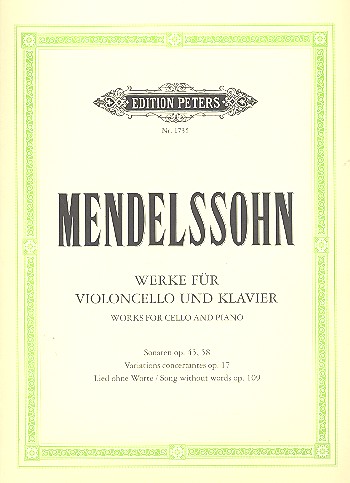 EDITION PETERS
Nr. 1735
MENDELSSOHN
WERKE FÜR
VIOLONCELLO UND KLAVIER
WORKS FOR CELLO AND PIANO
Sonaten op. 45, 58
Variations concertantes op. 17
Lied ohne Worte / Song without words op. 109